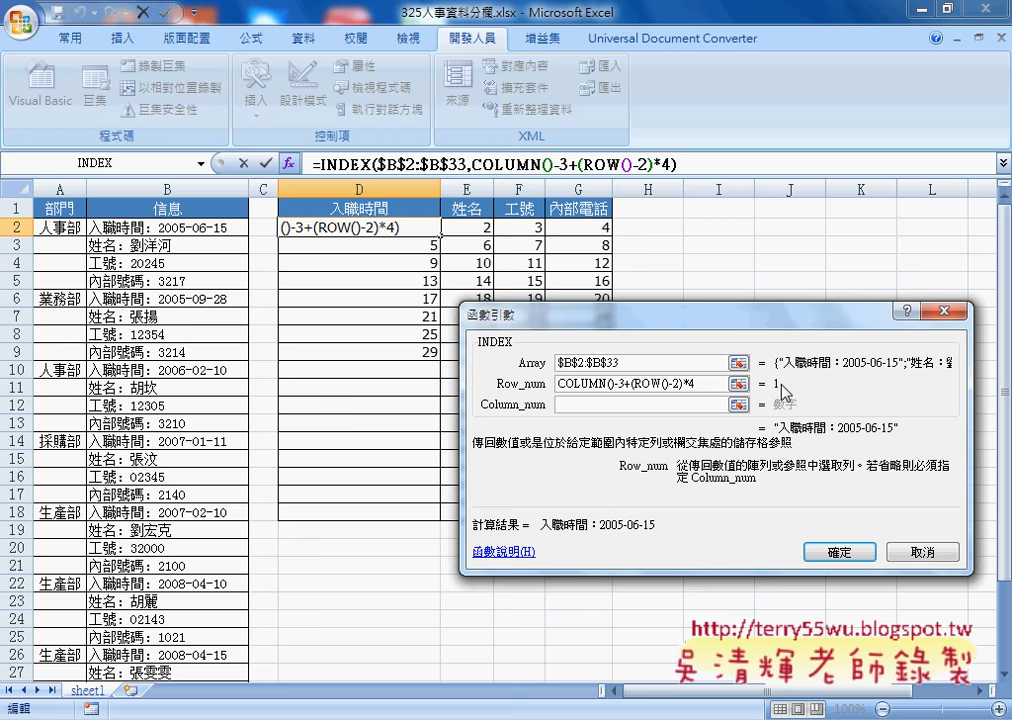 325人事資料分欄.xlsx - Microsoft Excel
常用 插入 版面配置 公式 資料 校閱 檢視 開發人員 增益集 Universal Document Converter
Visual Basic 巨集 錄製巨集 以相對位置錄製 巨集安全性 程式碼
插入 設計模式 屬性 檢視程式碼 執行對話方塊 控制項
來源 對應內容 擴充套件 重新整理資料 匯入 匯出 XML
INDEX =INDEX($B$2:$B$33,COLUMN()-3+(ROW()-2)*4)
A B C D E F G H I J K L
1 部門 信息 入職時間 姓名 工號 內部電話
2 人事部 入職時間：2005-06-15 ()-3+(ROW()-2)*4) 2 3 4
3 姓名：劉洋河 5 6 7 8
4 工號：20245 9 10 11 12
5 內部號碼：3217 13 14 15 16
6 業務部 入職時間：2005-09-28 17 18 19 20
7 姓名：張揚 21
8 工號：12354 25
9 內部號碼：3214 29
10 人事部 入職時間：2006-02-10
11 姓名：胡坎
12 工號：12305
13 內部號碼：3210
14 採購部 入職時間：2007-01-11
15 姓名：張汶
16 工號：02345
17 內部號碼：2140
18 生產部 入職時間：2007-02-10
19 姓名：劉宏克
20 工號：32000
21 內部號碼：2100
22 生產部 入職時間：2008-04-10
23 姓名：胡麗
24 工號：02143
25 內部號碼：1021
26 生產部 入職時間：2008-04-15
27 姓名：張雯雯
函數引數
INDEX
Array $B$2:$B$33 = {"入職時間：2005-06-15";"姓名：
Row_num COLUMN()-3+(ROW()-2)*4 = 1
Column_num = 數字
= "入職時間：2005-06-15"
傳回數值或是位於給定範圍內特定列或欄交集處的儲存格參照
Row_num 從傳回數值的陣列或參照中選取列。若省略則必須指
定 Column_num
計算結果 = 入職時間：2005-06-15
函數說明(H) 確定 取消
http://terry55wu.blogspot.tw
吳清輝老師錄製
sheet1
編輯 100%